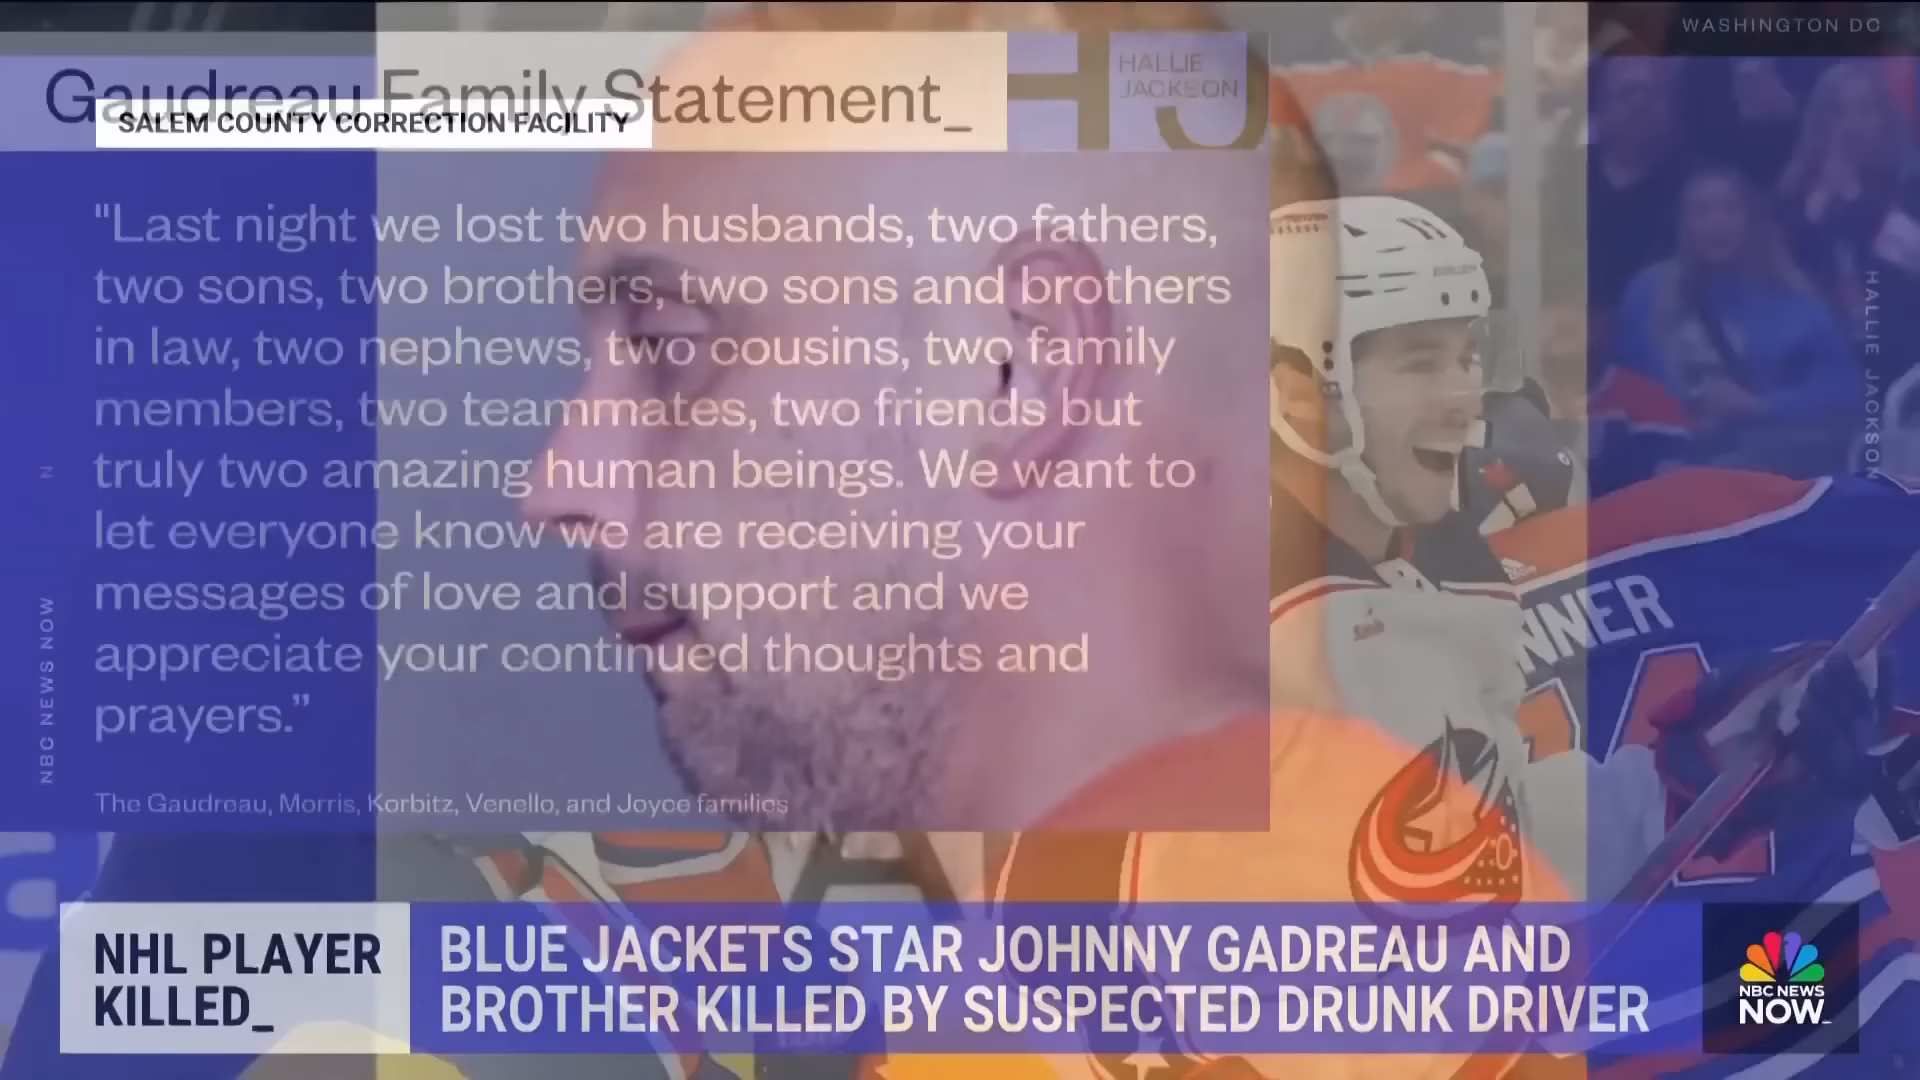 WASHINGTON DC
Gaudreau Family Statement_
HALLIE
JACKSON
HJ
SALEM COUNTY CORRECTION FACILITY
"Last night we lost two husbands, two fathers,
two sons, two brothers, two sons and brothers
in law, two nephews, two cousins, two family
members, two teammates, two friends but
truly two amazing human beings. We want to
let everyone know we are receiving your
messages of love and support and we
appreciate your continued thoughts and
prayers."
The Gaudreau, Morris, Korbitz, Venello, and Joyce families
N
NBC NEWS NOW
HALLIE JACKSON
N
17
NNER
A
NHL PLAYER
KILLED_
BLUE JACKETS STAR JOHNNY GADREAU AND
BROTHER KILLED BY SUSPECTED DRUNK DRIVER
NBC NEWS
NOW_